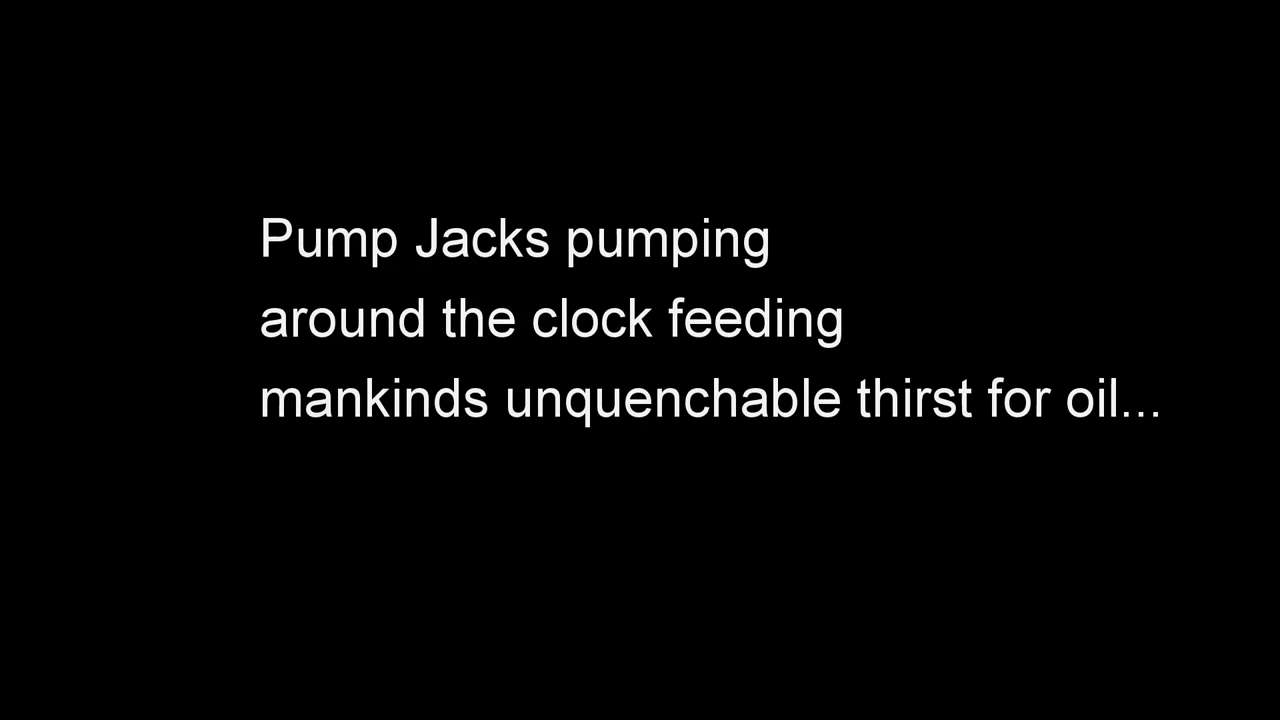 Pump Jacks pumping
around the clock feeding
mankinds unquenchable thirst for oil...